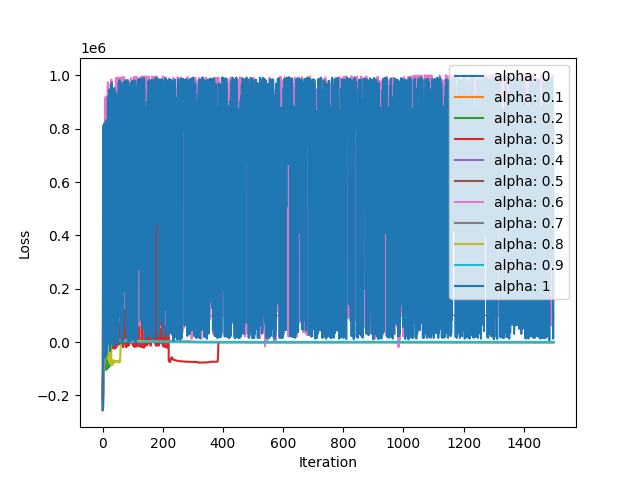 1e6
1.0
0.8
0.6
0.4
0.2
0.0
−0.2
Loss
0
200
400
600
800
1000
1200
1400
Iteration
alpha: 0
alpha: 0.1
alpha: 0.2
alpha: 0.3
alpha: 0.4
alpha: 0.5
alpha: 0.6
alpha: 0.7
alpha: 0.8
alpha: 0.9
alpha: 1